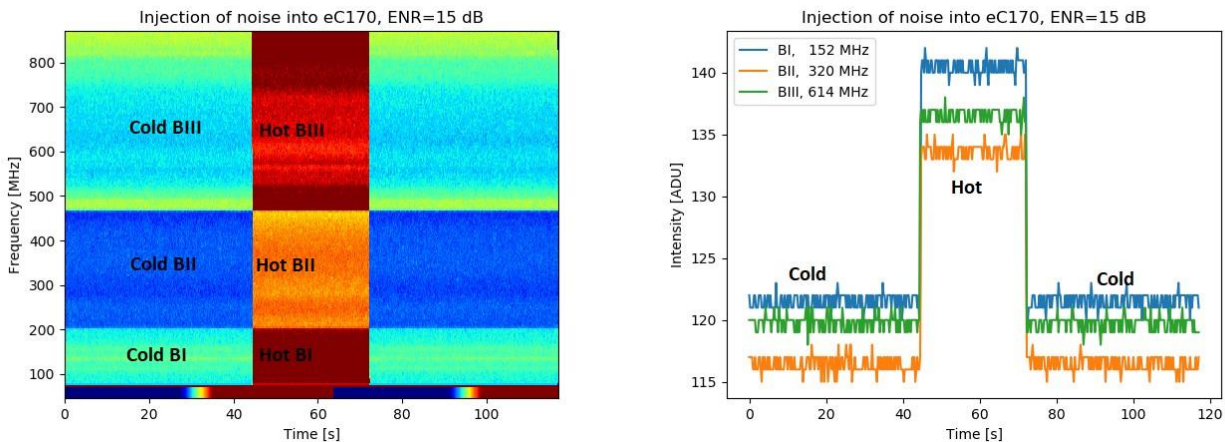 Injection of noise into eC170, ENR=15 dB
800
700
600
500
400
300
200
100
Frequency [MHz]
Cold BIII
Hot BIII
Cold BII
Hot BII
Cold BI
Hot BI
0 20 40 60 80 100
Time [s]
Injection of noise into eC170, ENR=15 dB
BI, 152 MHz
BII, 320 MHz
BIII, 614 MHz
140
135
130
125
120
115
Intensity [ADU]
Hot
Cold
Cold
0 20 40 60 80 100 120
Time [s]